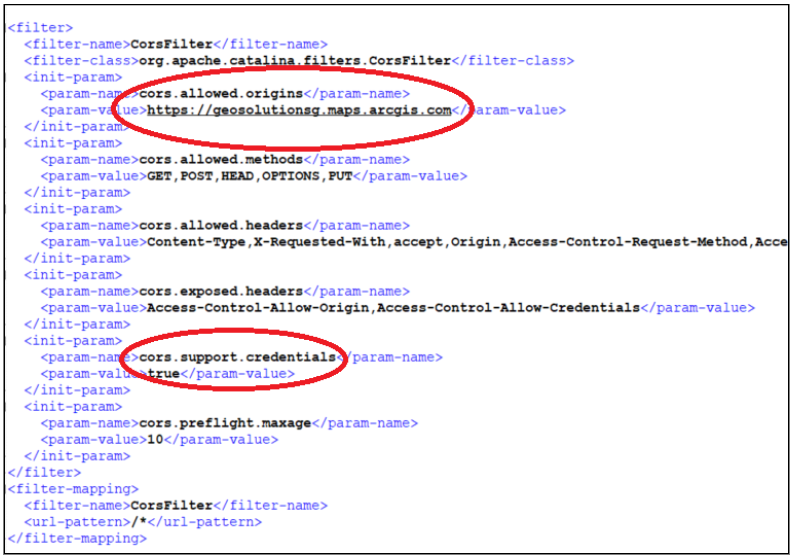 <filter>
<filter-name>CorsFilter</filter-name>
<filter-class>org.apache.catalina.filters.CorsFilter</filter-class>
<init-param>
<param-name>cors.allowed.origins</param-name>
<param-value>https://geosolutionsg.maps.arcgis.com</param-value>
</init-param>
<init-param>
<param-name>cors.allowed.methods</param-name>
<param-value>GET,POST,HEAD,OPTIONS,PUT</param-value>
</init-param>
<init-param>
<param-name>cors.allowed.headers</param-name>
<param-value>Content-Type,X-Requested-With,accept,Origin,Access-Control-Request-Method,Acce
</init-param>
<init-param>
<param-name>cors.exposed.headers</param-name>
<param-value>Access-Control-Allow-Origin,Access-Control-Allow-Credentials</param-value>
</init-param>
<init-param>
<param-name>cors.support.credentials</param-name>
<param-value>true</param-value>
</init-param>
<init-param>
<param-name>cors.preflight.maxage</param-name>
<param-value>10</param-value>
</init-param>
</filter>
<filter-mapping>
<filter-name>CorsFilter</filter-name>
<url-pattern>/*</url-pattern>
</filter-mapping>